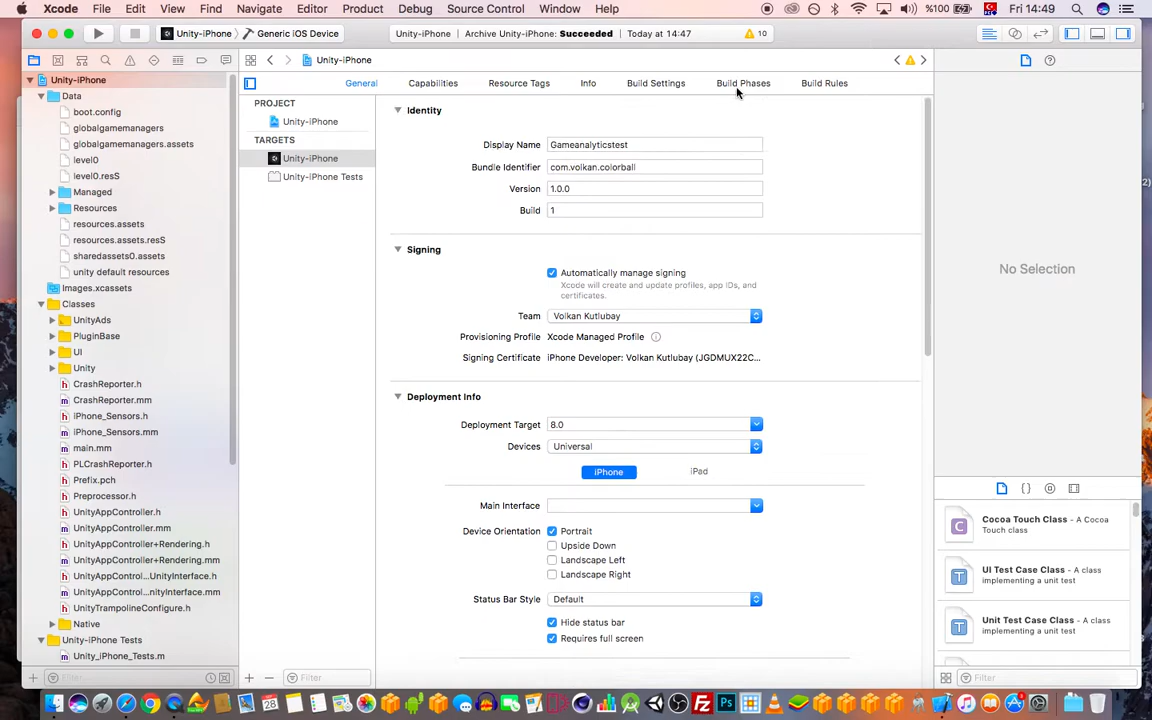 Xcode File Edit View Find Navigate Editor Product Debug Source Control Window Help %100 Fri 14:49
Unity-iPhone Generic iOS Device Unity-iPhone | Archive Unity-iPhone: Succeeded | Today at 14:47 10
Unity-iPhone
Unity-iPhone
Data
boot.config
globalgamemanagers
globalgamemanagers.assets
level0
level0.resS
Managed
Resources
resources.assets
resources.assets.resS
sharedassets0.assets
unity default resources
Images.xcassets
Classes
UnityAds
PluginBase
UI
Unity
CrashReporter.h
CrashReporter.mm
iPhone_Sensors.h
iPhone_Sensors.mm
main.mm
PLCrashReporter.h
Prefix.pch
Preprocessor.h
UnityAppController.h
UnityAppController.mm
UnityAppController+Rendering.h
UnityAppController+Rendering.mm
UnityAppControl...UnityInterface.h
UnityAppControl...nityInterface.mm
UnityTrampolineConfigure.h
Native
Unity-iPhone Tests
Unity_iPhone_Tests.m
Filter
General Capabilities Resource Tags Info Build Settings Build Phases Build Rules
PROJECT
Unity-iPhone
TARGETS
Unity-iPhone
Unity-iPhone Tests
Filter
Identity
Display Name Gameanalyticstest
Bundle Identifier com.volkan.colorball
Version 1.0.0
Build 1
Signing
Automatically manage signing
Xcode will create and update profiles, app IDs, and
certificates.
Team Volkan Kutlubay
Provisioning Profile Xcode Managed Profile
Signing Certificate iPhone Developer: Volkan Kutlubay (JGDMUX22C...
Deployment Info
Deployment Target 8.0
Devices Universal
iPhone iPad
Main Interface
Device Orientation Portrait
Upside Down
Landscape Left
Landscape Right
Status Bar Style Default
Hide status bar
Requires full screen
No Selection
Cocoa Touch Class - A Cocoa
Touch class
UI Test Case Class - A class
implementing a unit test
Unit Test Case Class - A class
implementing a unit test
Filter